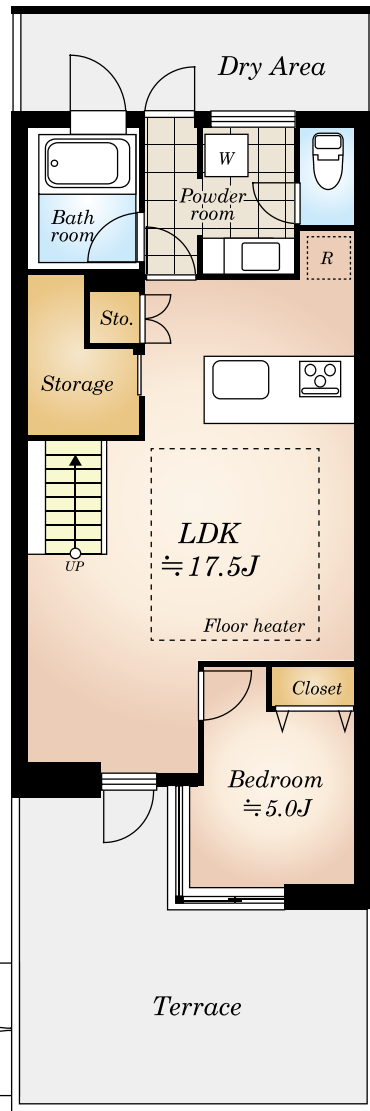 Dry Area
W
Powder
room
Bath
room
R
Sto.
Storage
LDK
≒17.5J
UP
Floor heater
Closet
Bedroom
≒5.0J
Terrace